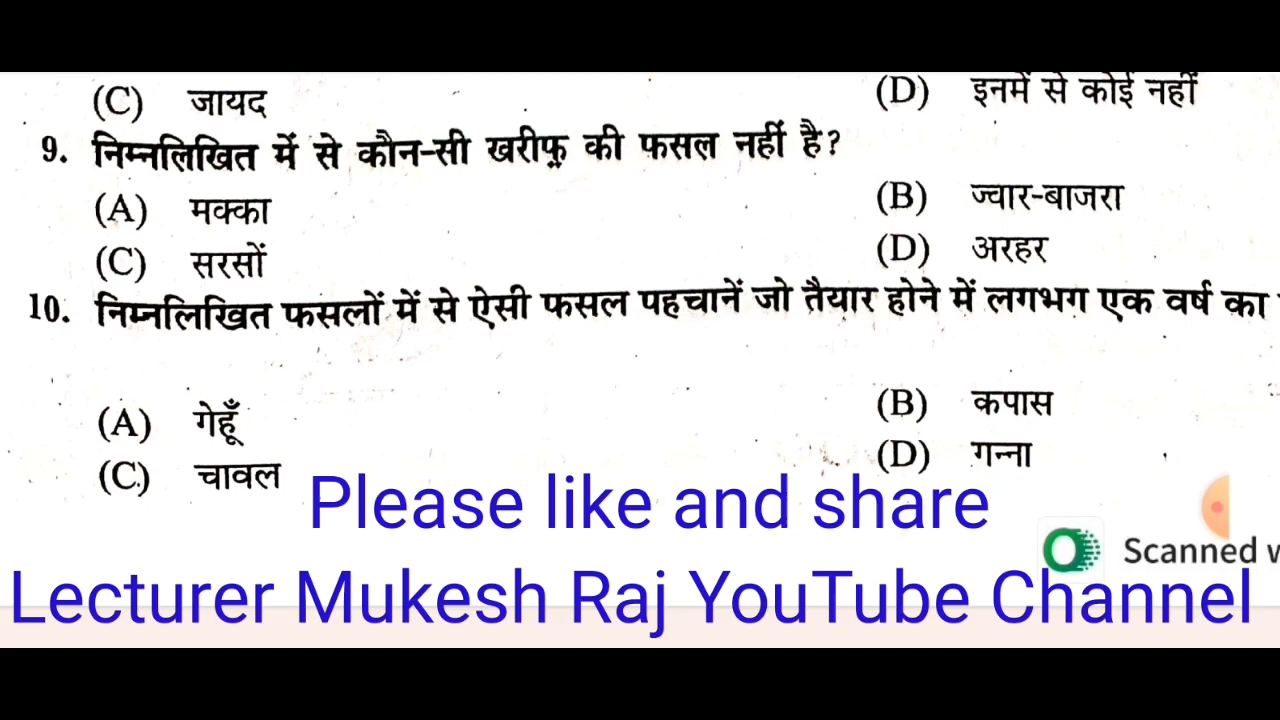 (C) जायद (D) इनमें से कोई नहीं
9. निम्नलिखित में से कौन-सी खरीफ़ की फसल नहीं है?
(A) मक्का (B) ज्वार-बाजरा
(C) सरसों (D) अरहर
10. निम्नलिखित फसलों में से ऐसी फसल पहचानें जो तैयार होने में लगभग एक वर्ष का
(A) गेहूँ (B) कपास
(C) चावल (D) गन्ना
Please like and share
Scanned
Lecturer Mukesh Raj YouTube Channel